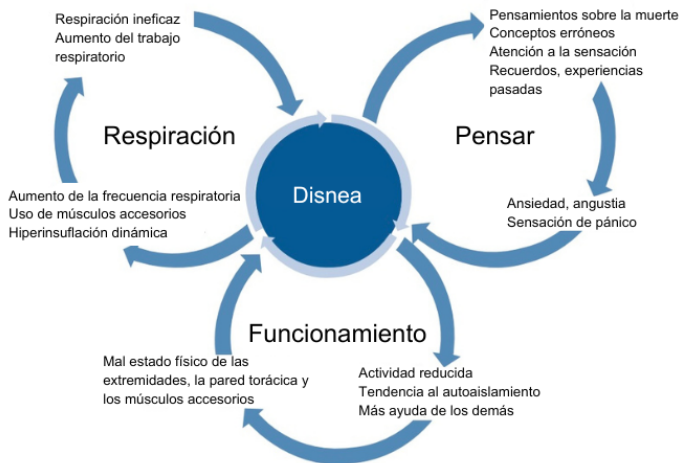 Respiración ineficaz
Aumento del trabajo
respiratorio
Respiración
Aumento de la frecuencia respiratoria
Uso de músculos accesorios
Hiperinsuflación dinámica
Disnea
Pensamientos sobre la muerte
Conceptos erróneos
Atención a la sensación
Recuerdos, experiencias
pasadas
Pensar
Ansiedad, angustia
Sensación de pánico
Funcionamiento
Mal estado físico de las
extremidades, la pared torácica y
los músculos accesorios
Actividad reducida
Tendencia al autoaislamiento
Más ayuda de los demás